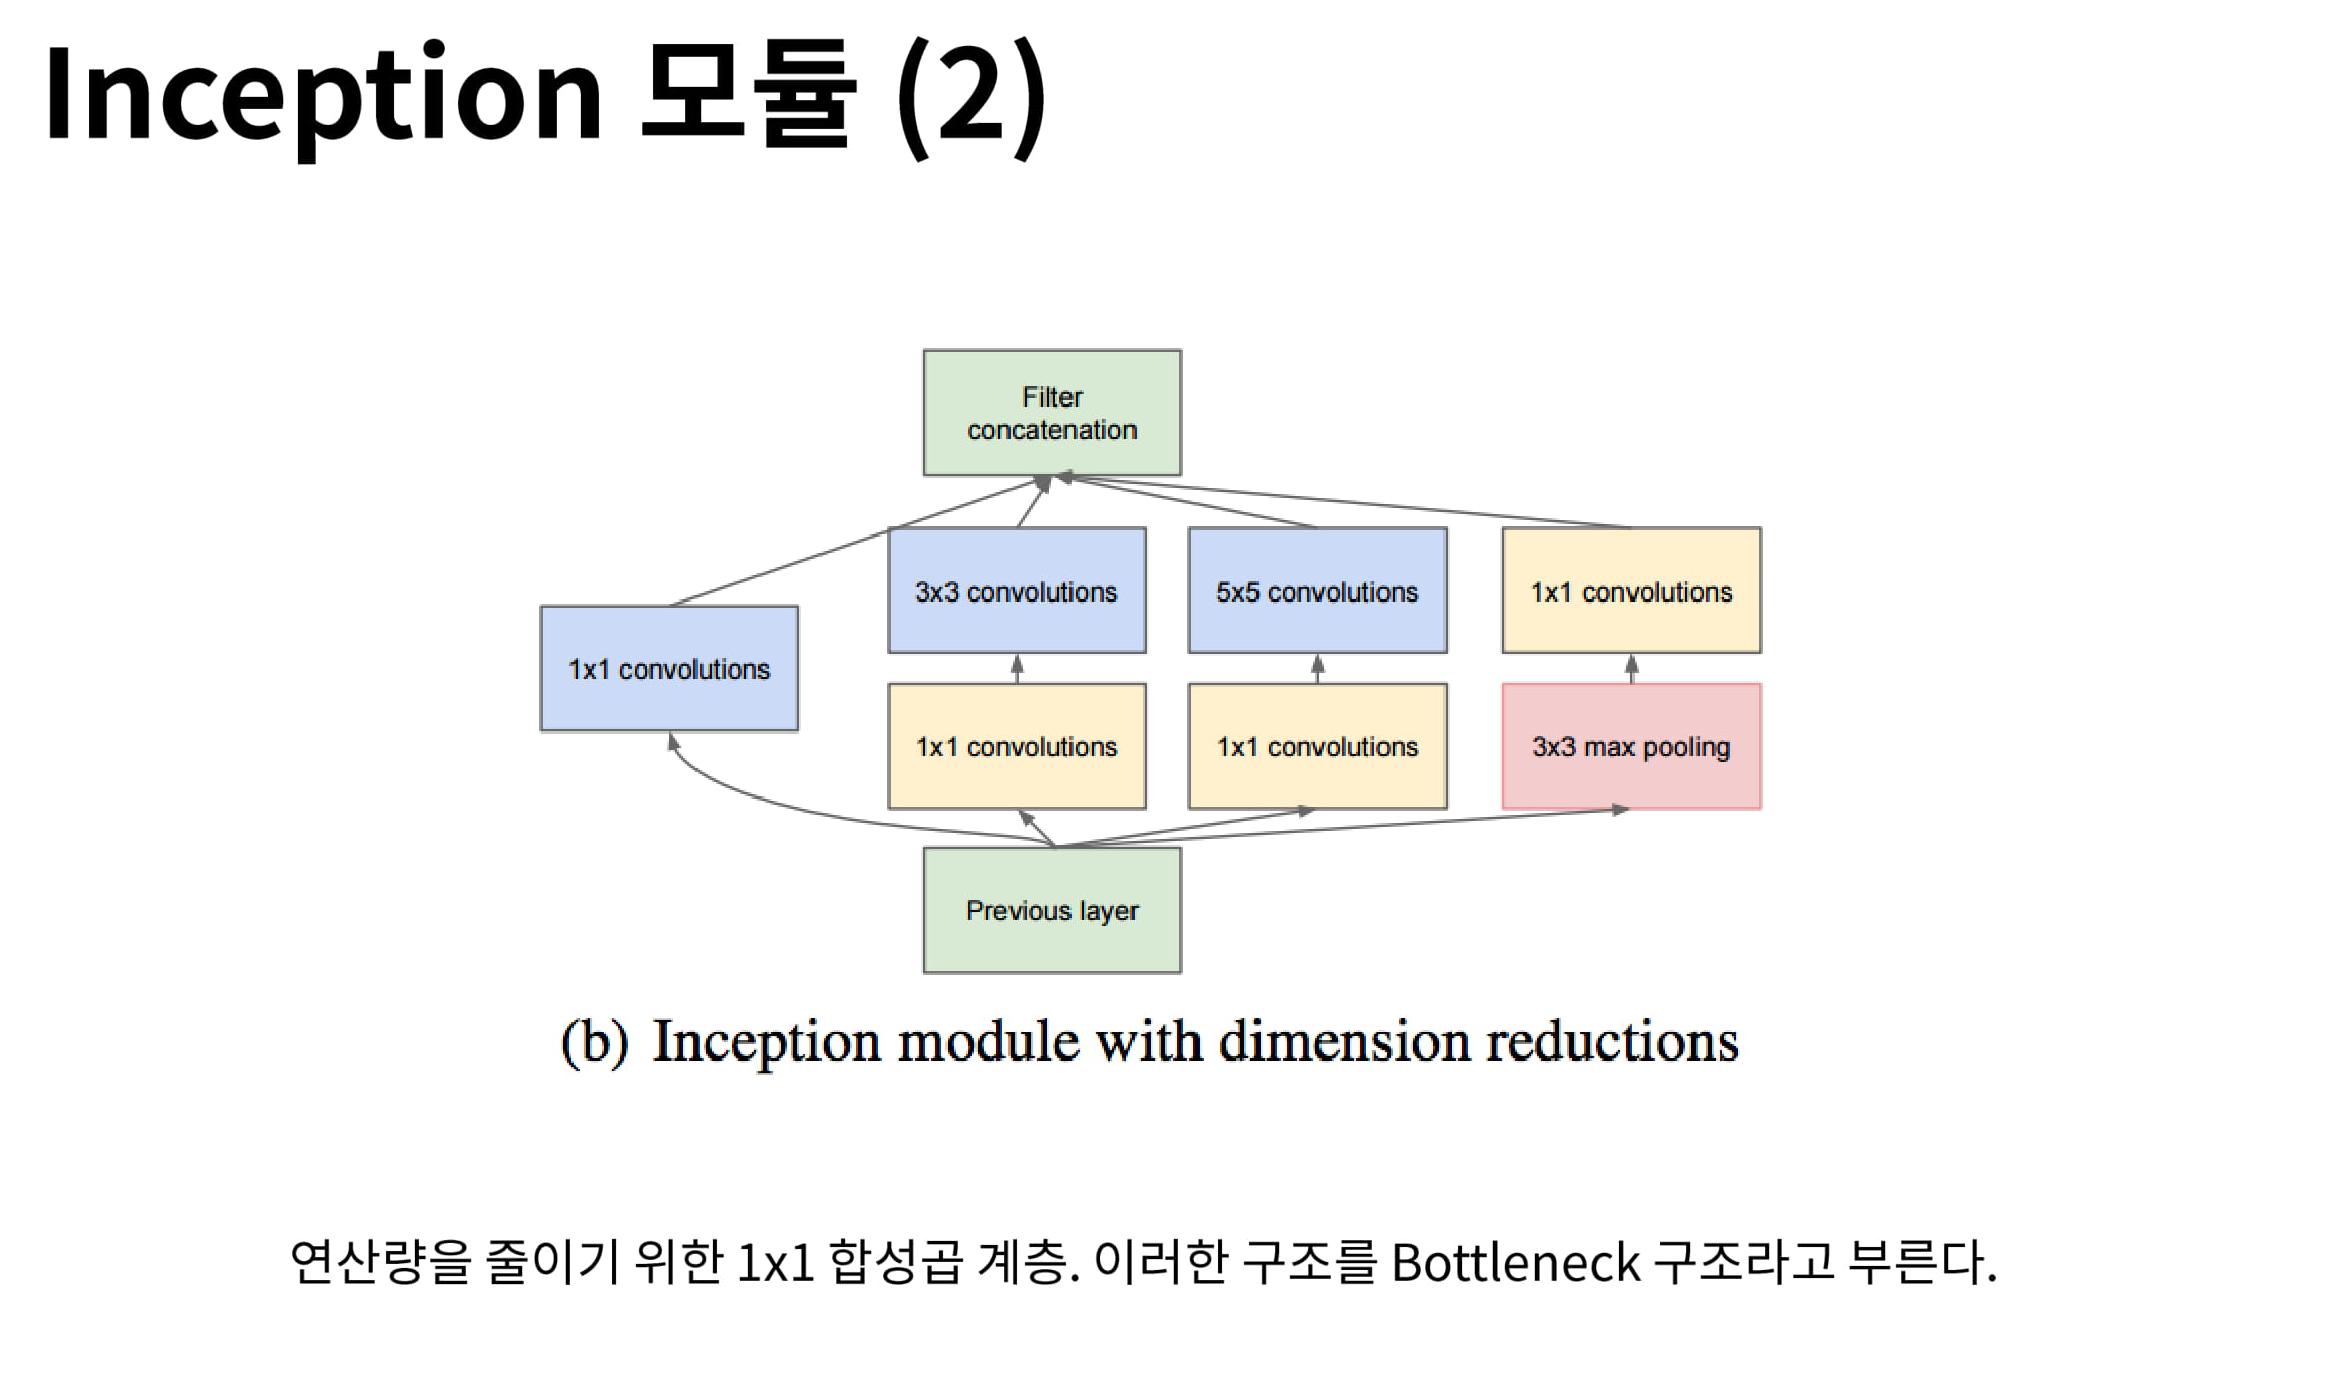 Inception 모듈 (2)
Filter
concatenation
3x3 convolutions
5x5 convolutions
1x1 convolutions
1x1 convolutions
1x1 convolutions
1x1 convolutions
3x3 max pooling
Previous layer
(b) Inception module with dimension reductions
연산량을 줄이기 위한 1x1 합성곱 계층. 이러한 구조를 Bottleneck 구조라고 부른다.